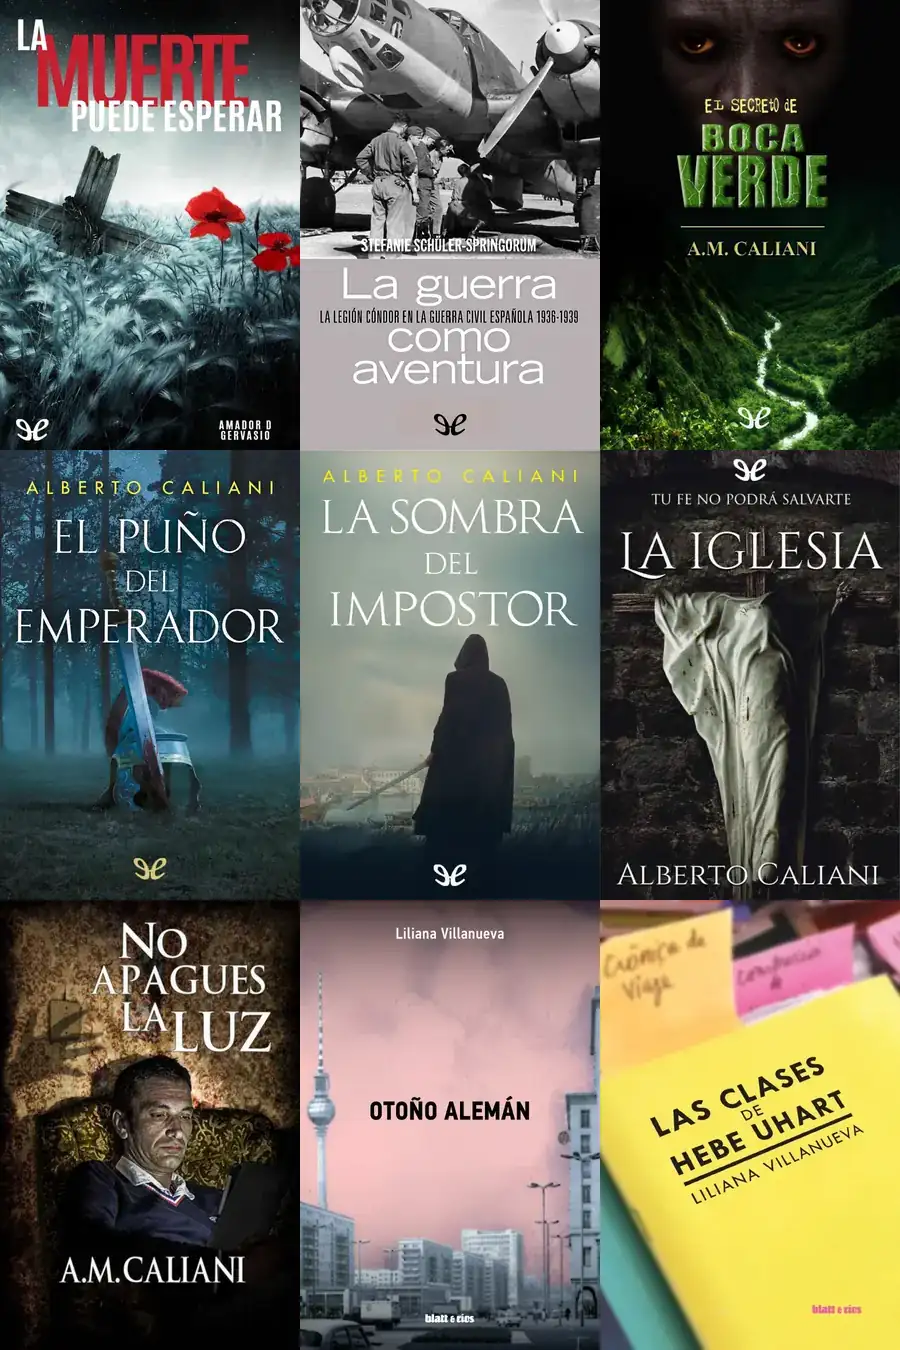 LA
MUERTE
PUEDE ESPERAR
AMADOR D
GERVASIO
STEFANIE SCHÜLER-SPRINGORUM
La guerra
LA LEGIÓN CÓNDOR EN LA GUERRA CIVIL ESPAÑOLA 1936-1939
como
aventura
EL SECRETO DE
BOCA
VERDE
A.M. CALIANI
ALBERTO CALIANI
EL PUÑO
DEL
EMPERADOR
ALBERTO CALIANI
LA SOMBRA
DEL
IMPOSTOR
TU FE NO PODRÁ SALVARTE
LA IGLESIA
ALBERTO CALIANI
NO
APAGUES
LA LUZ
A.M. CALIANI
Liliana Villanueva
OTOÑO ALEMÁN
blatt & ríos
Crónica de
Viaje
LAS CLASES
DE
HEBE UHART
LILIANA VILLANUEVA
blatt & ríos